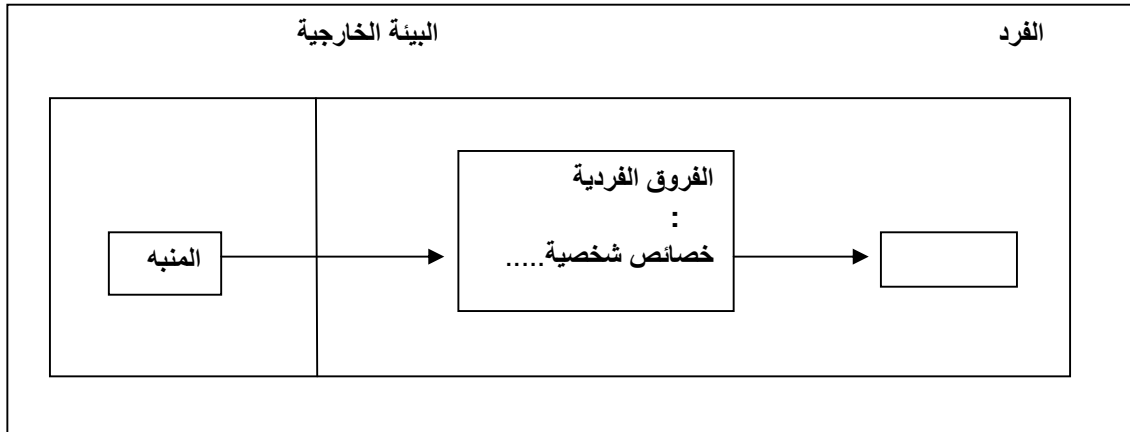 الفرد
البيئة الخارجية
الفروق الفردية
:
خصائص شخصية.....
المنبه